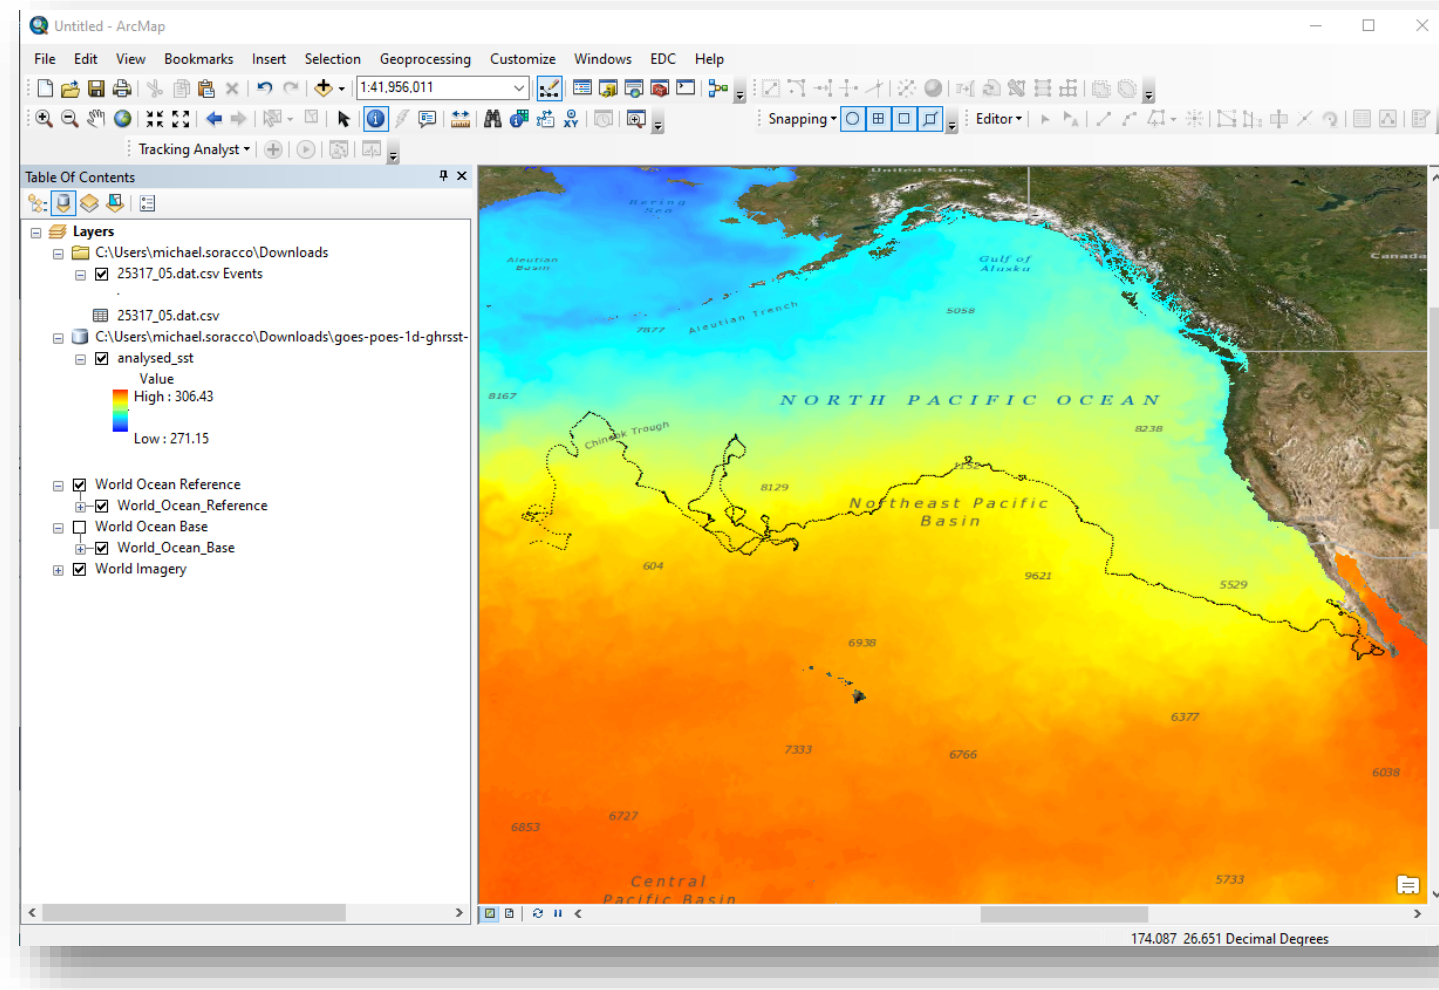 Untitled - ArcMap
File Edit View Bookmarks Insert Selection Geoprocessing Customize Windows EDC Help
1:41,956,011
Snapping Editor
Tracking Analyst
Table Of Contents
Layers
C:\Users\michael.soracco\Downloads
25317_05.dat.csv Events
25317_05.dat.csv
C:\Users\michael.soracco\Downloads\goes-poes-1d-ghrsst-
analysed_sst
Value
High : 306.43
Low : 271.15
World Ocean Reference
World_Ocean_Reference
World Ocean Base
World_Ocean_Base
World Imagery
United States
Bering
Sea
Aleutian
Basin
Gulf of
Alaska
Canada
5058
Aleutian Trench
7877
8167
NORTH PACIFIC OCEAN
8238
Chinook Trough
1152
8129
Northeast Pacific
Basin
604
9621
5529
6938
6377
7333
6766
6038
6727
6853
5733
Central
Pacific Basin
174.087 26.651 Decimal Degrees